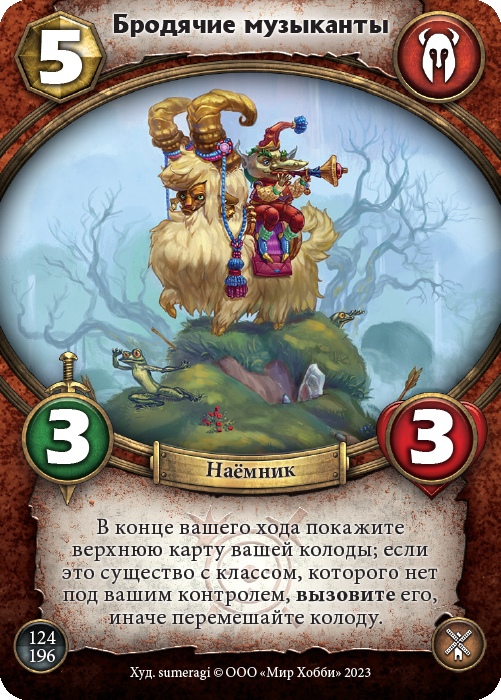 Бродячие музыканты
5
3
3
Наёмник
В конце вашего хода покажите
верхнюю карту вашей колоды; если
это существо с классом, которого нет
под вашим контролем, вызовите его,
иначе перемешайте колоду.
124
196
Худ. sumeragi © ООО «Мир Хобби» 2023